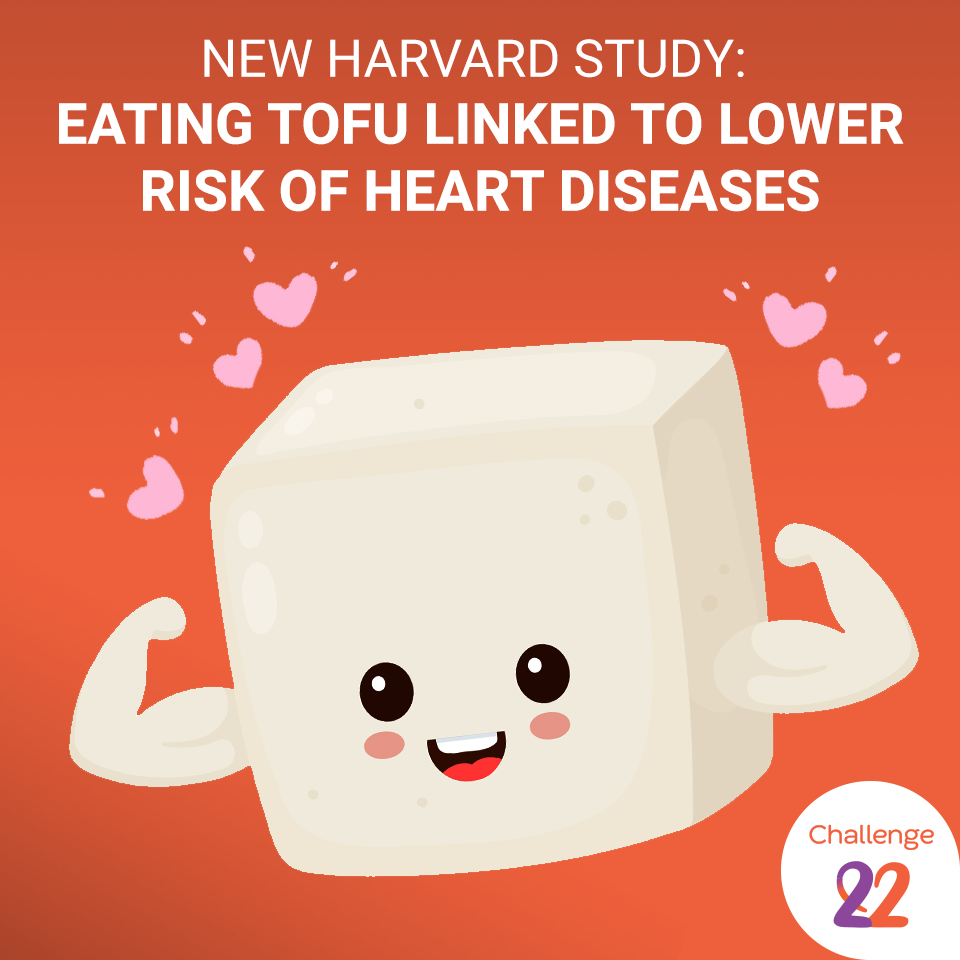 NEW HARVARD STUDY:
EATING TOFU LINKED TO LOWER
RISK OF HEART DISEASES
Challenge
22